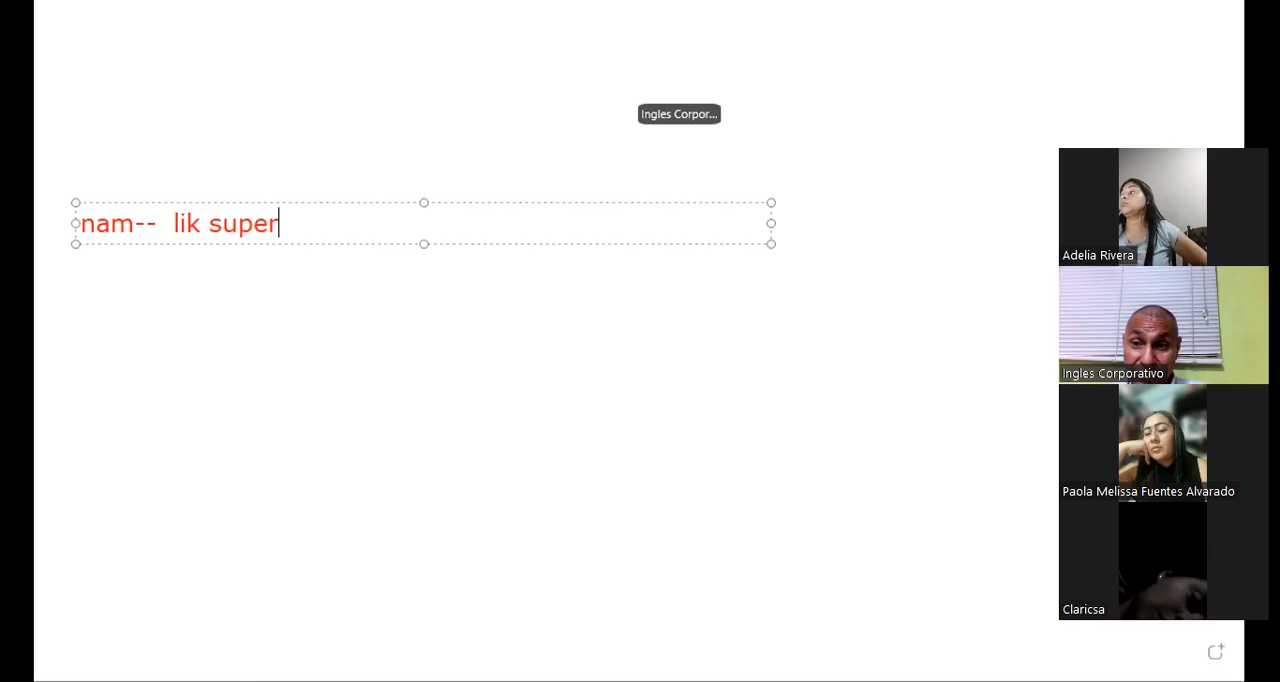 Ingles Corpor...
nam--  lik super
Adelia Rivera
Ingles Corporativo
Paola Melissa Fuentes Alvarado
Claricsa